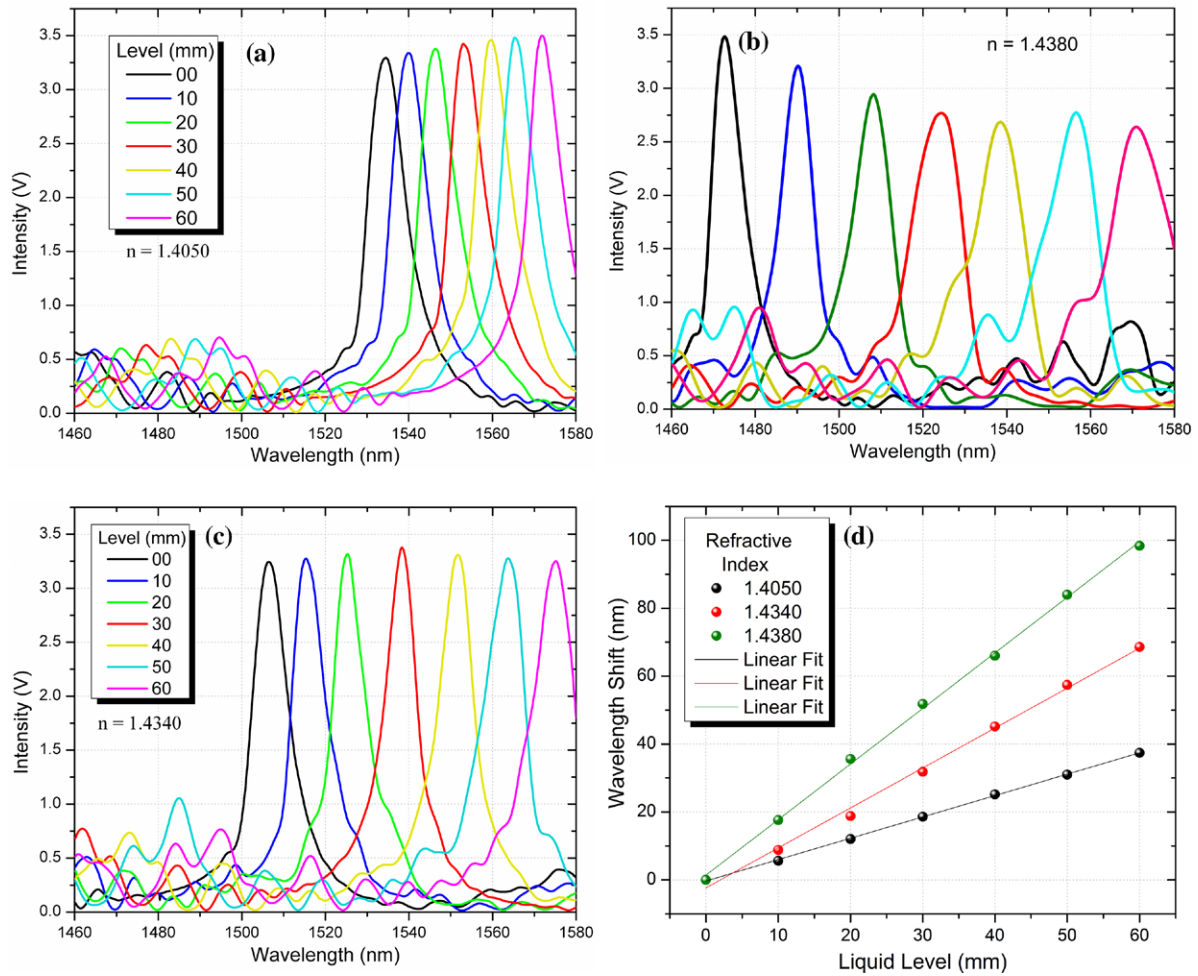 3.5
3.0
2.5
2.0
1.5
1.0
0.5
0.0
Intensity (V)
Level (mm)
00
10
20
30
40
50
60
n = 1.4050
(a)
1460 1480 1500 1520 1540 1560 1580
Wavelength (nm)
3.5
3.0
2.5
2.0
1.5
1.0
0.5
0.0
Intensity (V)
(b)
n = 1.4380
1460 1480 1500 1520 1540 1560 1580
Wavelength (nm)
3.5
3.0
2.5
2.0
1.5
1.0
0.5
0.0
Intensity (V)
Level (mm)
00
10
20
30
40
50
60
n = 1.4340
(c)
1460 1480 1500 1520 1540 1560 1580
Wavelength (nm)
100
80
60
40
20
0
Wavelength Shift (nm)
Refractive
Index
1.4050
1.4340
1.4380
Linear Fit
Linear Fit
Linear Fit
(d)
0 10 20 30 40 50 60
Liquid Level (mm)